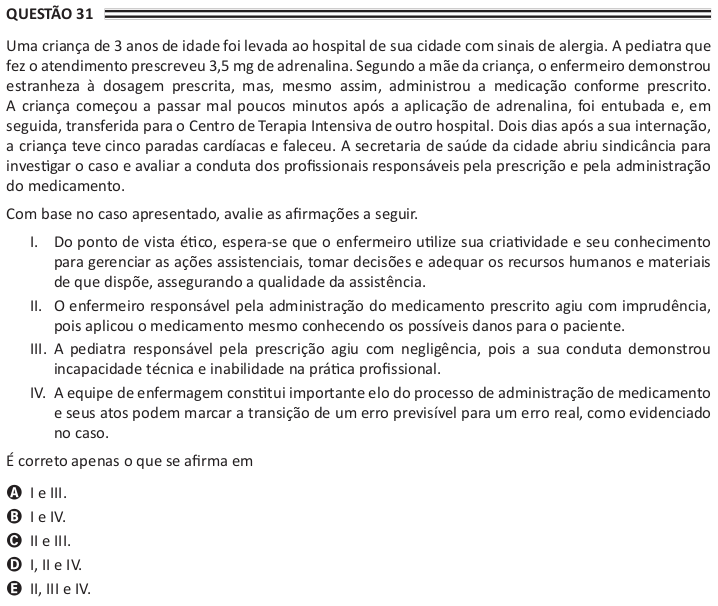 QUESTÃO 31
Uma criança de 3 anos de idade foi levada ao hospital de sua cidade com sinais de alergia. A pediatra que
fez o atendimento prescreveu 3,5 mg de adrenalina. Segundo a mãe da criança, o enfermeiro demonstrou
estranheza à dosagem prescrita, mas, mesmo assim, administrou a medicação conforme prescrito.
A criança começou a passar mal poucos minutos após a aplicação de adrenalina, foi entubada e, em
seguida, transferida para o Centro de Terapia Intensiva de outro hospital. Dois dias após a sua internação,
a criança teve cinco paradas cardíacas e faleceu. A secretaria de saúde da cidade abriu sindicância para
investigar o caso e avaliar a conduta dos profissionais responsáveis pela prescrição e pela administração
do medicamento.
Com base no caso apresentado, avalie as afirmações a seguir.
I. Do ponto de vista ético, espera-se que o enfermeiro utilize sua criatividade e seu conhecimento
para gerenciar as ações assistenciais, tomar decisões e adequar os recursos humanos e materiais
de que dispõe, assegurando a qualidade da assistência.
II. O enfermeiro responsável pela administração do medicamento prescrito agiu com imprudência,
pois aplicou o medicamento mesmo conhecendo os possíveis danos para o paciente.
III. A pediatra responsável pela prescrição agiu com negligência, pois a sua conduta demonstrou
incapacidade técnica e inabilidade na prática profissional.
IV. A equipe de enfermagem constitui importante elo do processo de administração de medicamento
e seus atos podem marcar a transição de um erro previsível para um erro real, como evidenciado
no caso.
É correto apenas o que se afirma em
A I e III.
B I e IV.
C II e III.
D I, II e IV.
E II, III e IV.